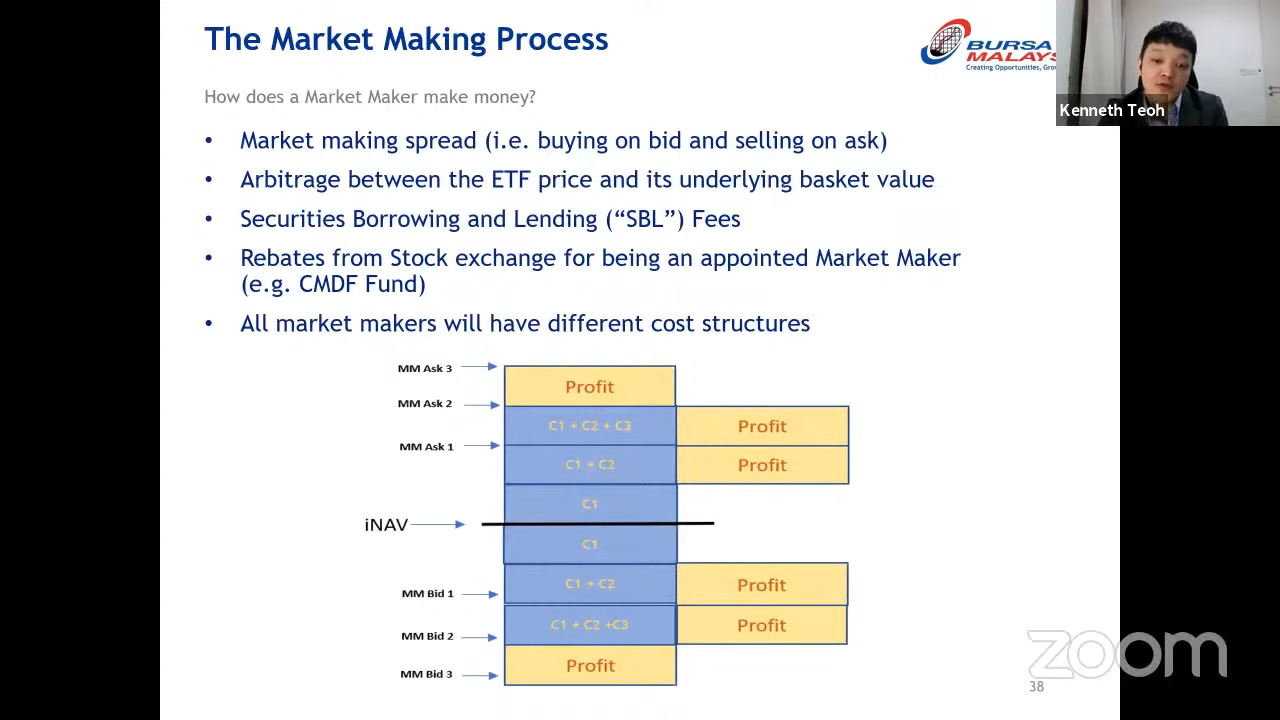 The Market Making Process
BURSA
MALAYS
Creating Opportunities, Grow
Kenneth Teoh
How does a Market Maker make money?
• Market making spread (i.e. buying on bid and selling on ask)
• Arbitrage between the ETF price and its underlying basket value
• Securities Borrowing and Lending (“SBL”) Fees
• Rebates from Stock exchange for being an appointed Market Maker
(e.g. CMDF Fund)
• All market makers will have different cost structures
MM Ask 3
Profit
MM Ask 2
C1 + C2 + C3 Profit
MM Ask 1
C1 + C2 Profit
C1
iNAV
C1
C1 + C2 Profit
MM Bid 1
C1 + C2 +C3 Profit
MM Bid 2
Profit
MM Bid 3
zoom
38